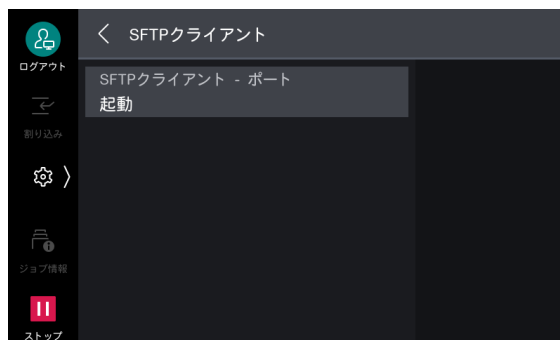 SFTPクライアント
ログアウト
SFTPクライアント - ポート
起動
割り込み
ジョブ情報
ストップ